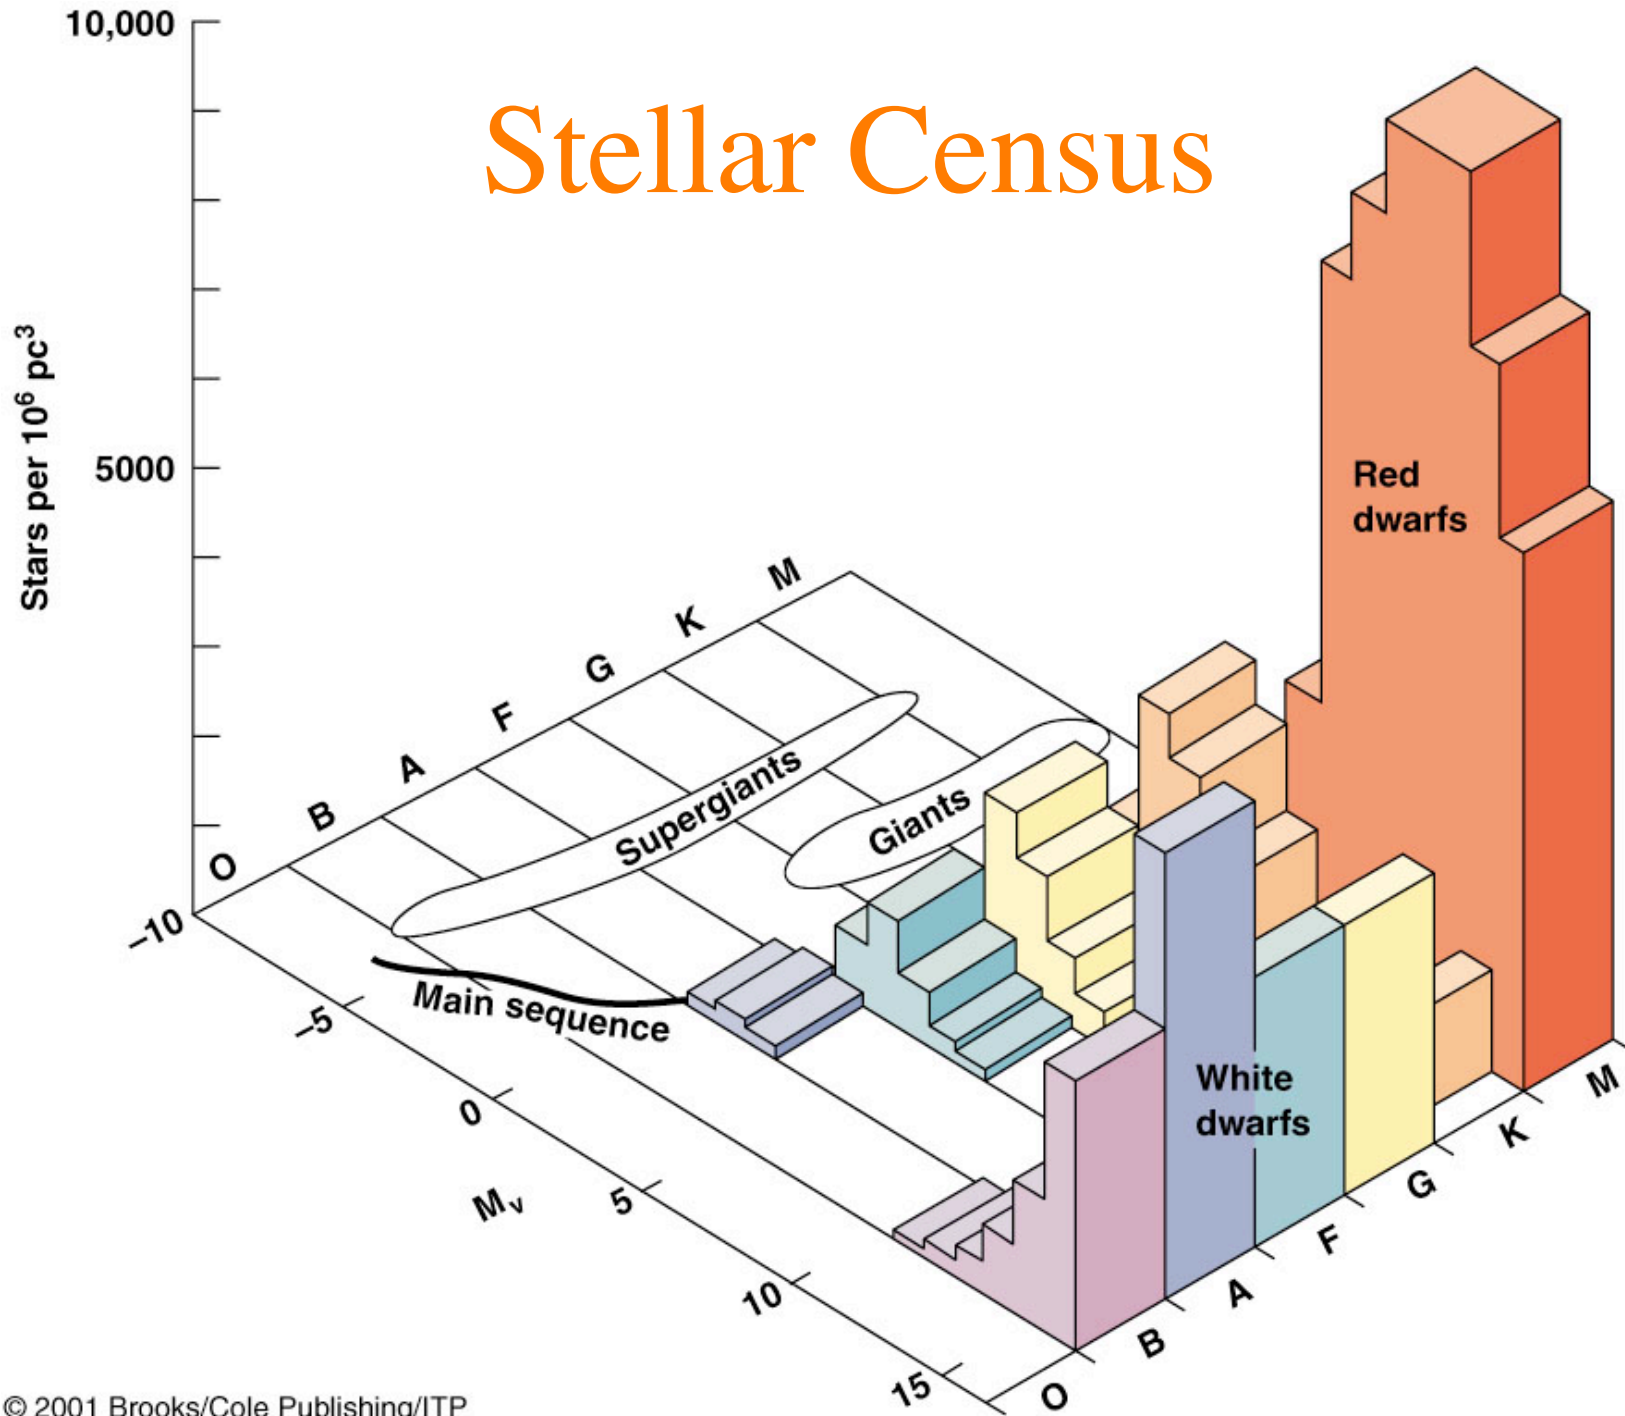 Stellar Census
10,000
5000
Stars per 10⁶ pc³
O
B
A
F
G
K
M
Supergiants
Giants
Main sequence
Red
dwarfs
White
dwarfs
–10
–5
0
5
10
15
Mᵥ
O
B
A
F
G
K
M
© 2001 Brooks/Cole Publishing/ITP